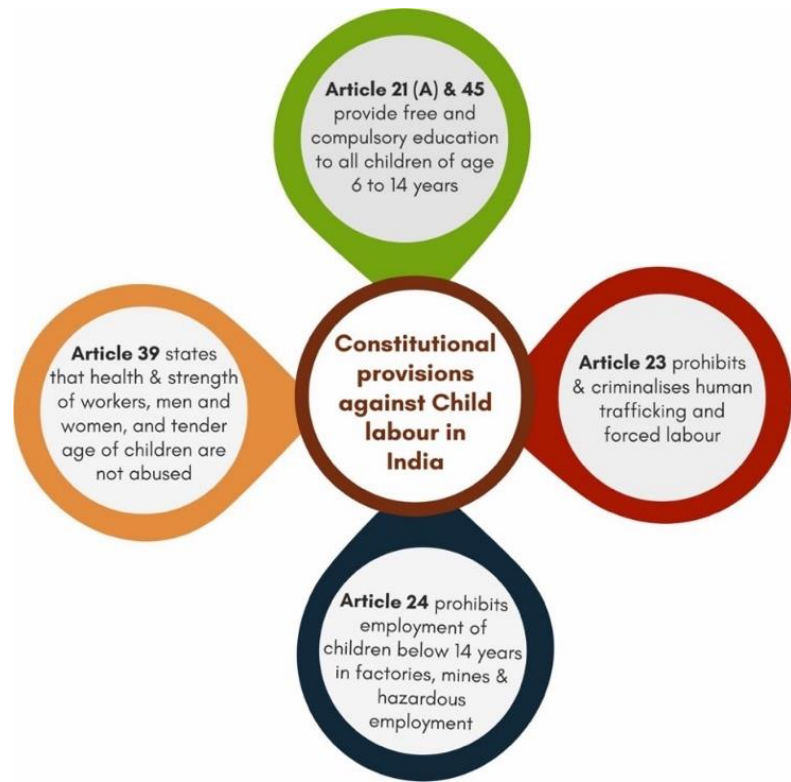 Article 21 (A) & 45
provide free and
compulsory education
to all children of age
6 to 14 years
Article 39 states
that health & strength
of workers, men and
women, and tender
age of children are
not abused
Constitutional
provisions
against Child
labour in
India
Article 23 prohibits
& criminalises human
trafficking and
forced labour
Article 24 prohibits
employment of
children below 14 years
in factories, mines &
hazardous
employment